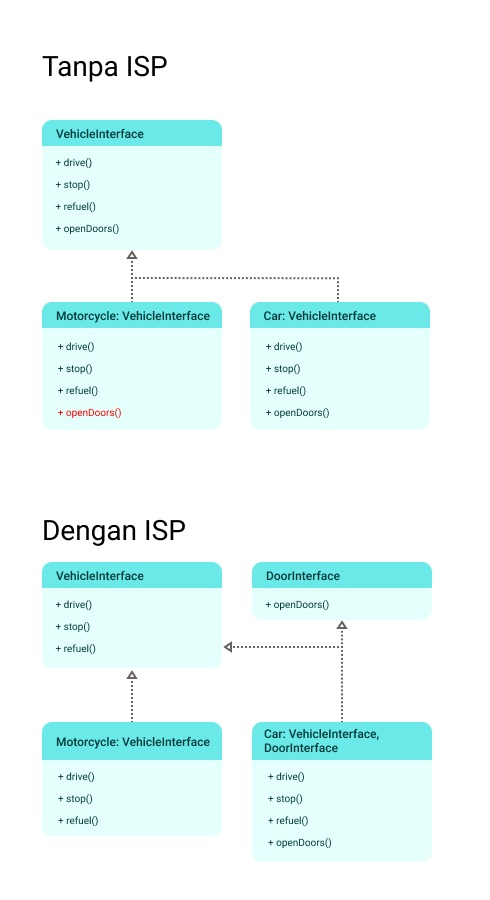 Tanpa ISP
VehicleInterface
+ drive()
+ stop()
+ refuel()
+ openDoors()
Motorcycle: VehicleInterface
+ drive()
+ stop()
+ refuel()
+ openDoors()
Car: VehicleInterface
+ drive()
+ stop()
+ refuel()
+ openDoors()
Dengan ISP
VehicleInterface
+ drive()
+ stop()
+ refuel()
DoorInterface
+ openDoors()
Motorcycle: VehicleInterface
+ drive()
+ stop()
+ refuel()
Car: VehicleInterface,
DoorInterface
+ drive()
+ stop()
+ refuel()
+ openDoors()